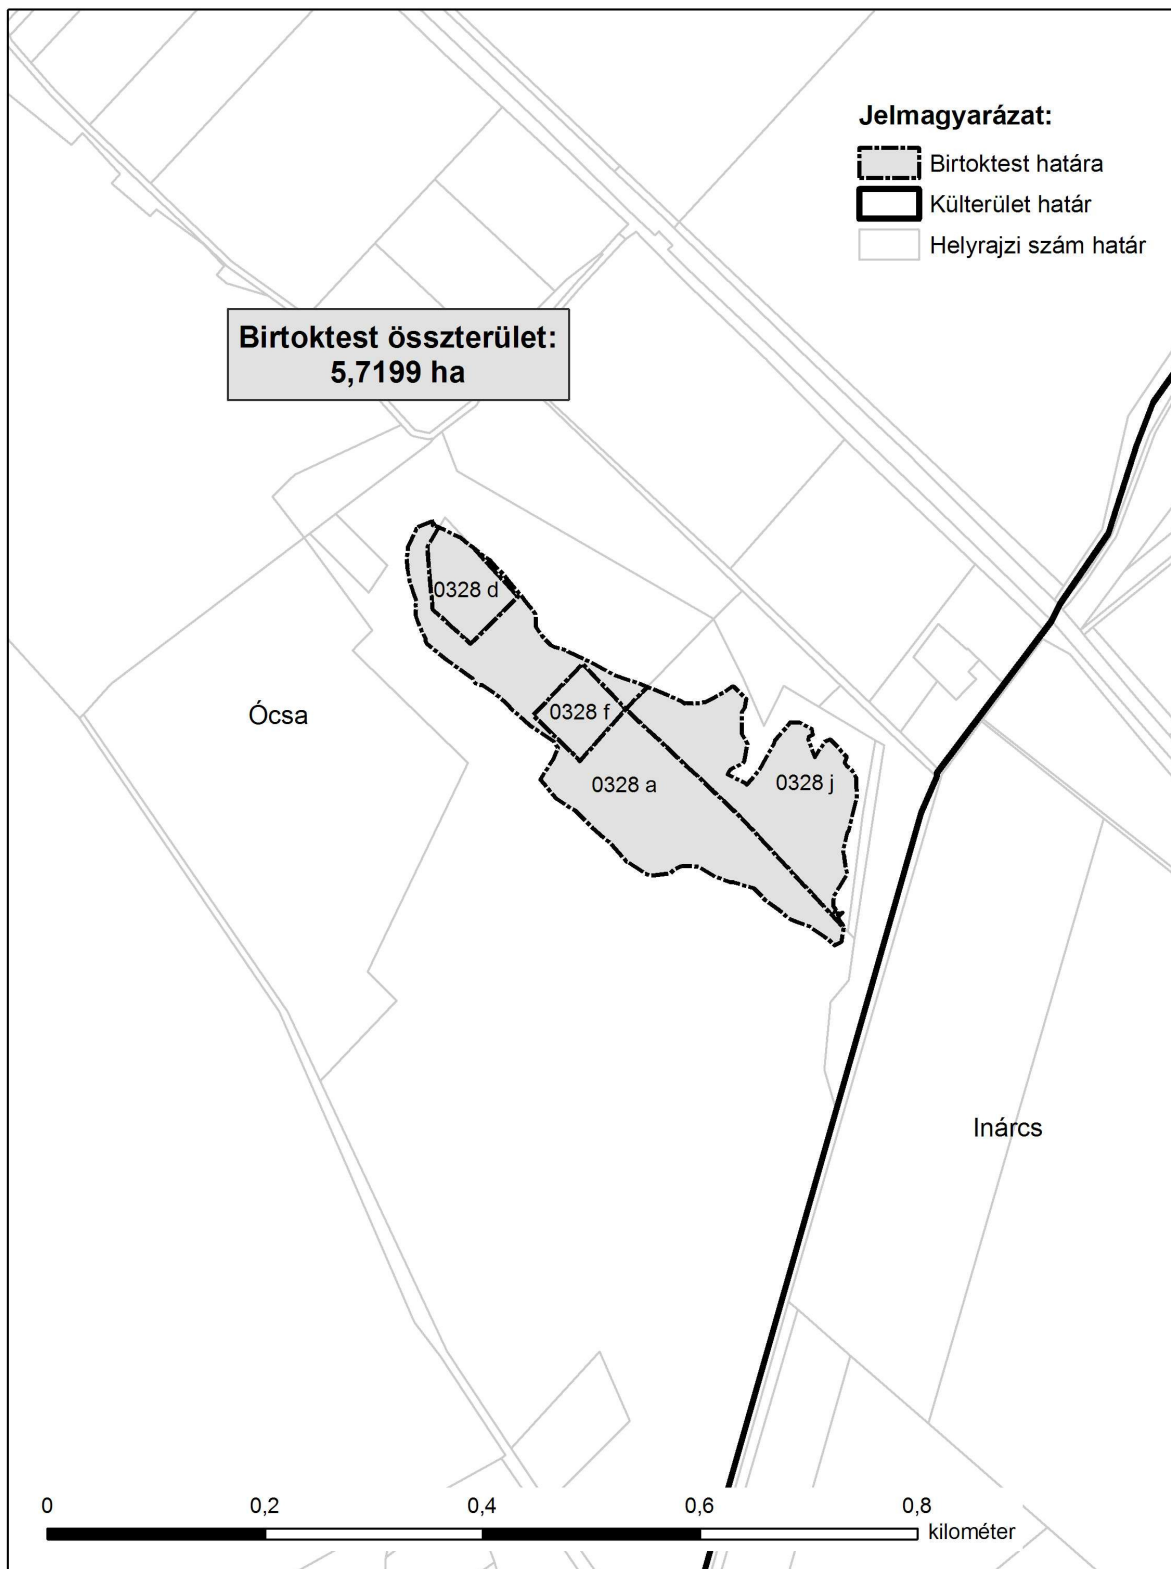 Jelmagyarázat:
Birtoktest határa
Külterület határ
Helyrajzi szám határ
Birtoktest összterület:
5,7199 ha
0328 d
Ócsa
0328 f
0328 a
0328 j
Inárcs
0 0,2 0,4 0,6 0,8
kilométer